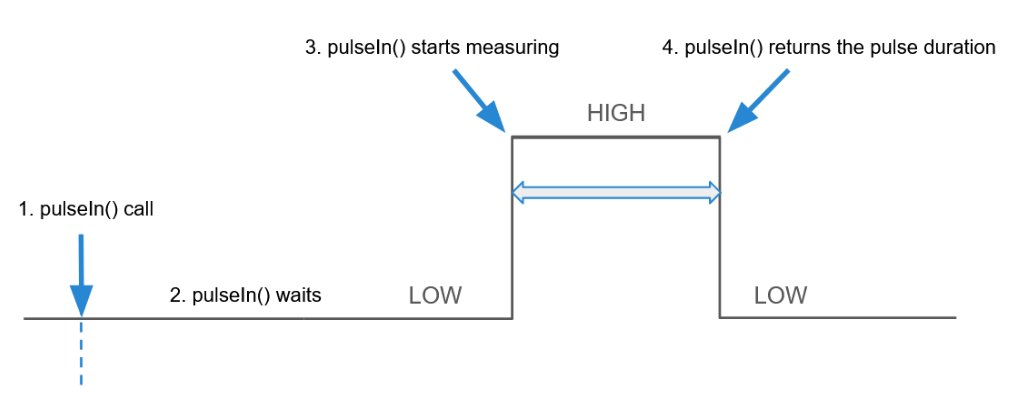 3. pulseIn() starts measuring
4. pulseIn() returns the pulse duration
HIGH
1. pulseIn() call
2. pulseIn() waits
LOW
LOW